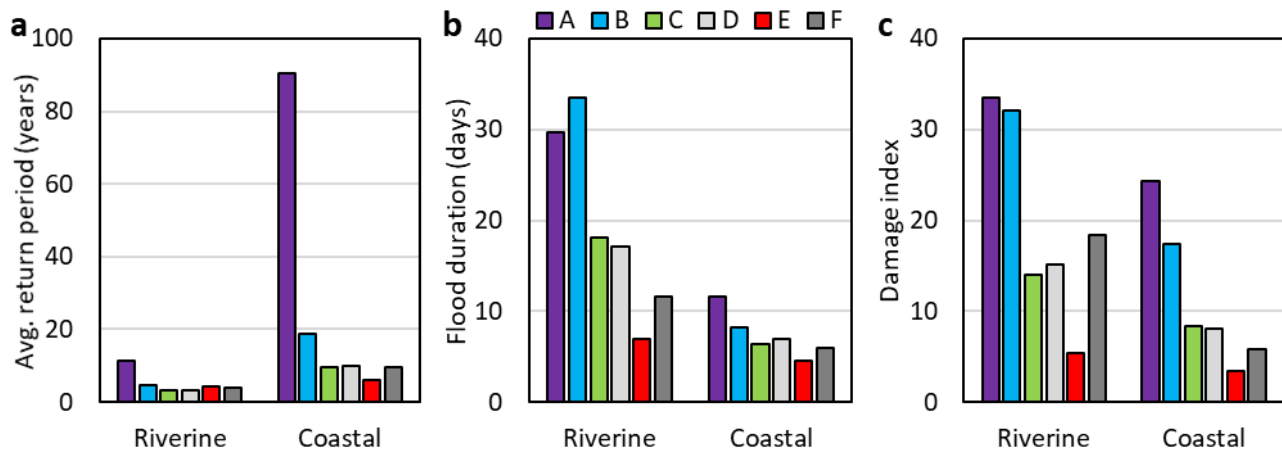 A B C D E F
a
Avg. return period (years)
100
80
60
40
20
0
Riverine Coastal
b
Flood duration (days)
40
30
20
10
0
Riverine Coastal
c
Damage index
40
30
20
10
0
Riverine Coastal